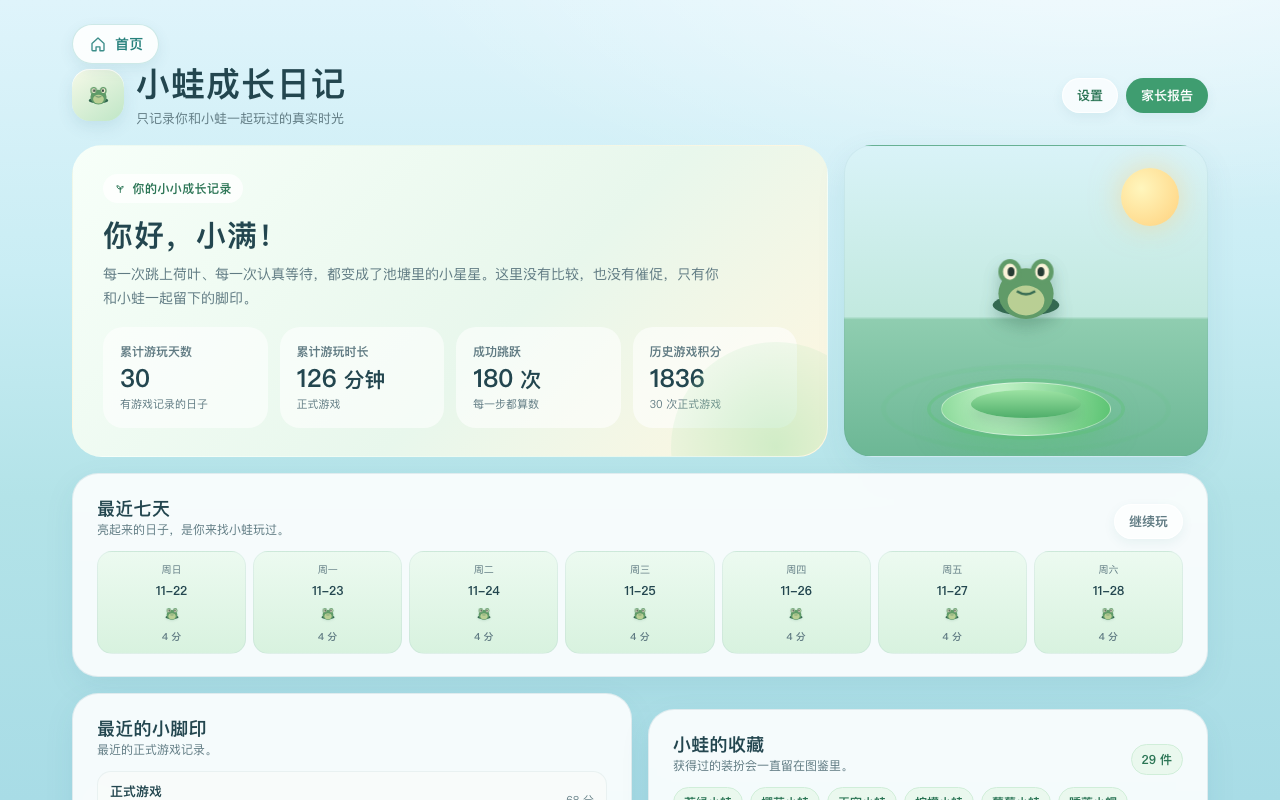 首页
小蛙成长日记
只记录你和小蛙一起玩过的真实时光
设置
家长报告
你的小小成长记录
你好，小满！
每一次跳上荷叶、每一次认真等待，都变成了池塘里的小星星。这里没有比较，也没有催促，只有你
和小蛙一起留下的脚印。
累计游玩天数
30
有游戏记录的日子
累计游玩时长
126 分钟
正式游戏
成功跳跃
180 次
每一步都算数
历史游戏积分
1836
30 次正式游戏
最近七天
亮起来的日子，是你来找小蛙玩过。
继续玩
周日
11-22
4 分
周一
11-23
4 分
周二
11-24
4 分
周三
11-25
4 分
周四
11-26
4 分
周五
11-27
4 分
周六
11-28
4 分
最近的小脚印
最近的正式游戏记录。
正式游戏
小蛙的收藏
获得过的装扮会一直留在图鉴里。
29 件